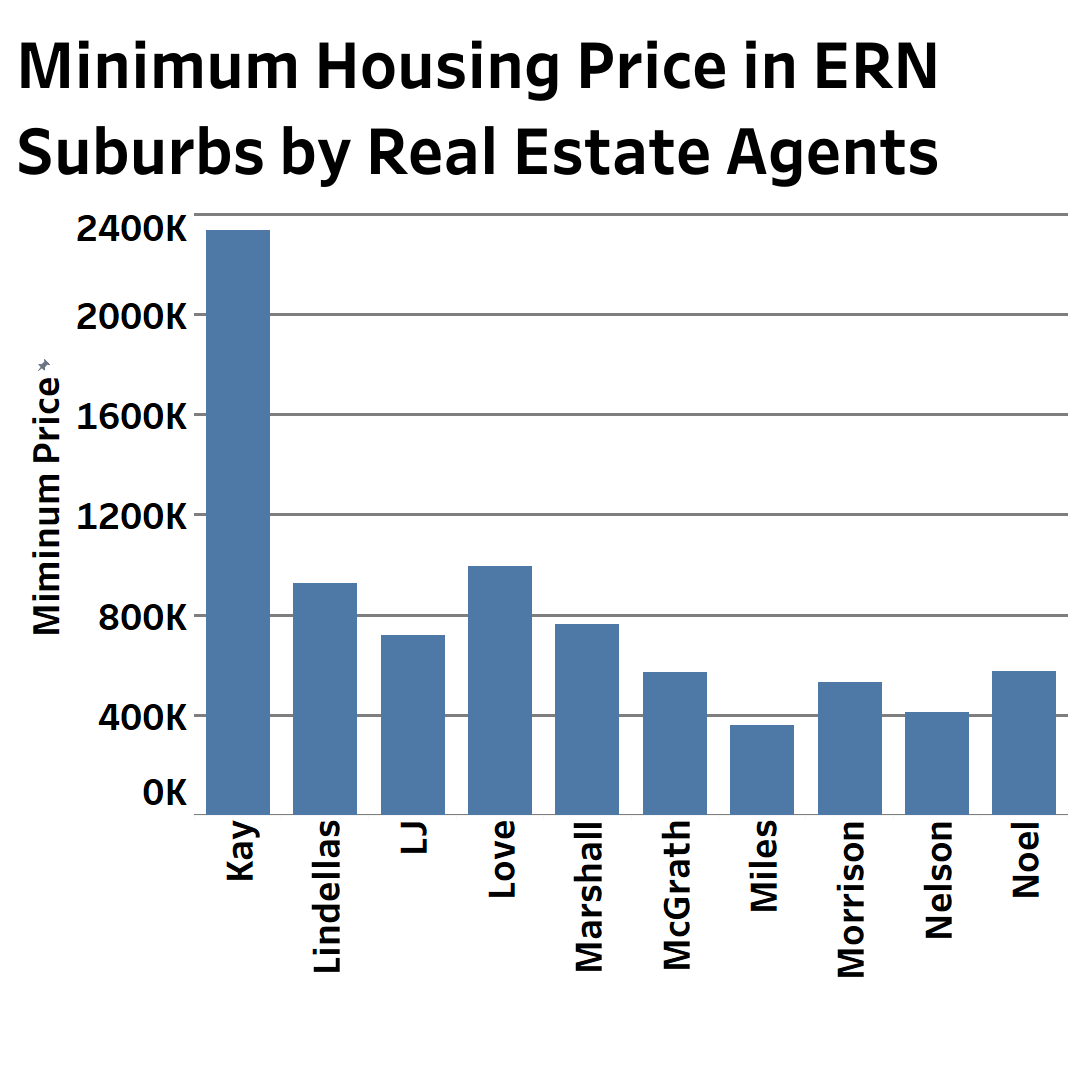 Minimum Housing Price in ERN
Suburbs by Real Estate Agents
2400K
2000K
1600K
1200K
800K
400K
0K
Miminum Price
Kay
Lindellas
LJ
Love
Marshall
McGrath
Miles
Morrison
Nelson
Noel